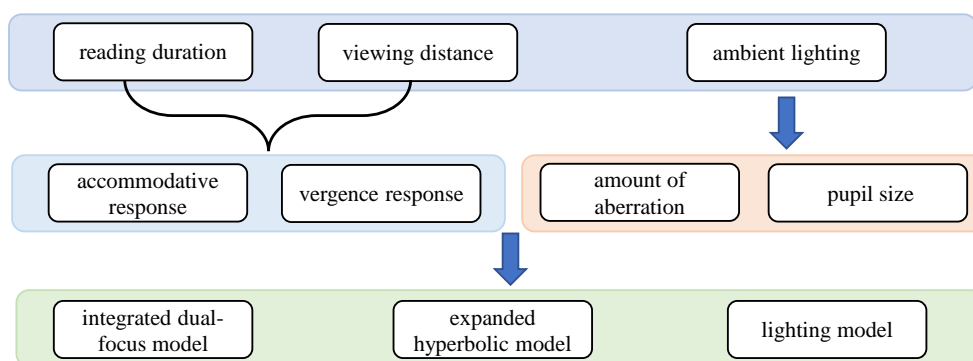 reading duration
viewing distance
ambient lighting
accommodative
response
vergence response
amount of
aberration
pupil size
integrated dual-
focus model
expanded
hyperbolic model
lighting model